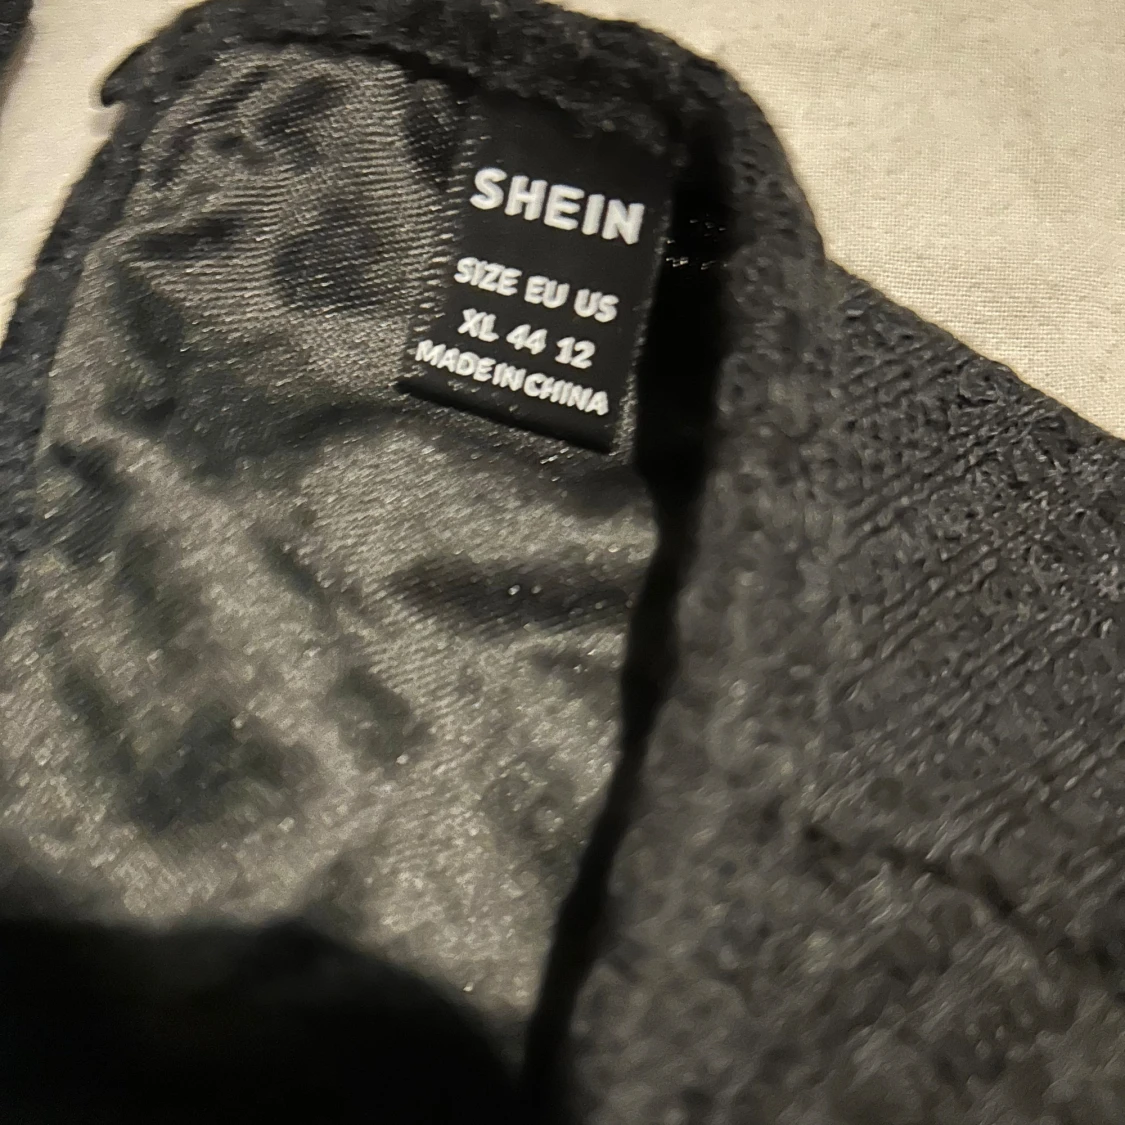 SHEIN
SIZE EU US
XL 44 12
MADE IN CHINA